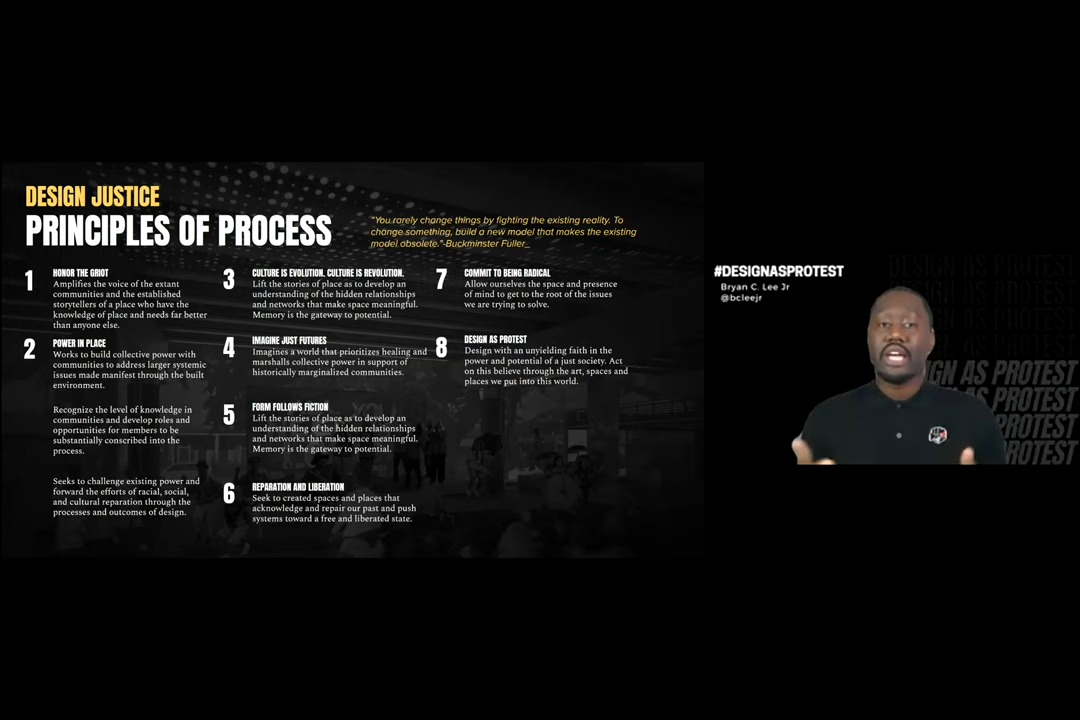 DESIGN JUSTICE
PRINCIPLES OF PROCESS
"You rarely change things by fighting the existing reality. To
change something, build a new model that makes the existing
model obsolete."-Buckminster Fuller_
1
HONOR THE GRIOT
Amplifies the voice of the extant
communities and the established
storytellers of a place who have the
knowledge of place and needs far better
than anyone else.
2
POWER IN PLACE
Works to build collective power with
communities to address larger systemic
issues made manifest through the built
environment.
Recognize the level of knowledge in
communities and develop roles and
opportunities for members to be
substantially conscribed into the
process.
Seeks to challenge existing power and
forward the efforts of racial, social,
and cultural reparation through the
processes and outcomes of design.
3
CULTURE IS EVOLUTION, CULTURE IS REVOLUTION.
Lift the stories of place as to develop an
understanding of the hidden relationships
and networks that make space meaningful.
Memory is the gateway to potential.
4
IMAGINE JUST FUTURES
Imagines a world that prioritizes healing and
marshalls collective power in support of
historically marginalized communities.
5
FORM FOLLOWS FICTION
Lift the stories of place as to develop an
understanding of the hidden relationships
and networks that make space meaningful.
Memory is the gateway to potential.
6
REPARATION AND LIBERATION
Seek to created spaces and places that
acknowledge and repair our past and push
systems toward a free and liberated state.
7
COMMIT TO BEING RADICAL
Allow ourselves the space and presence
of mind to get to the root of the issues
we are trying to solve.
8
DESIGN AS PROTEST
Design with an unyielding faith in the
power and potential of a just society. Act
on this believe through the art, spaces and
places we put into this world.
#DESIGNASPROTEST
Bryan C. Lee Jr
@bcleejr
DESIGN AS PROTEST
DESIGN AS PROTEST
GN AS PROTEST
AS PROTEST
PROTEST
ROTEST